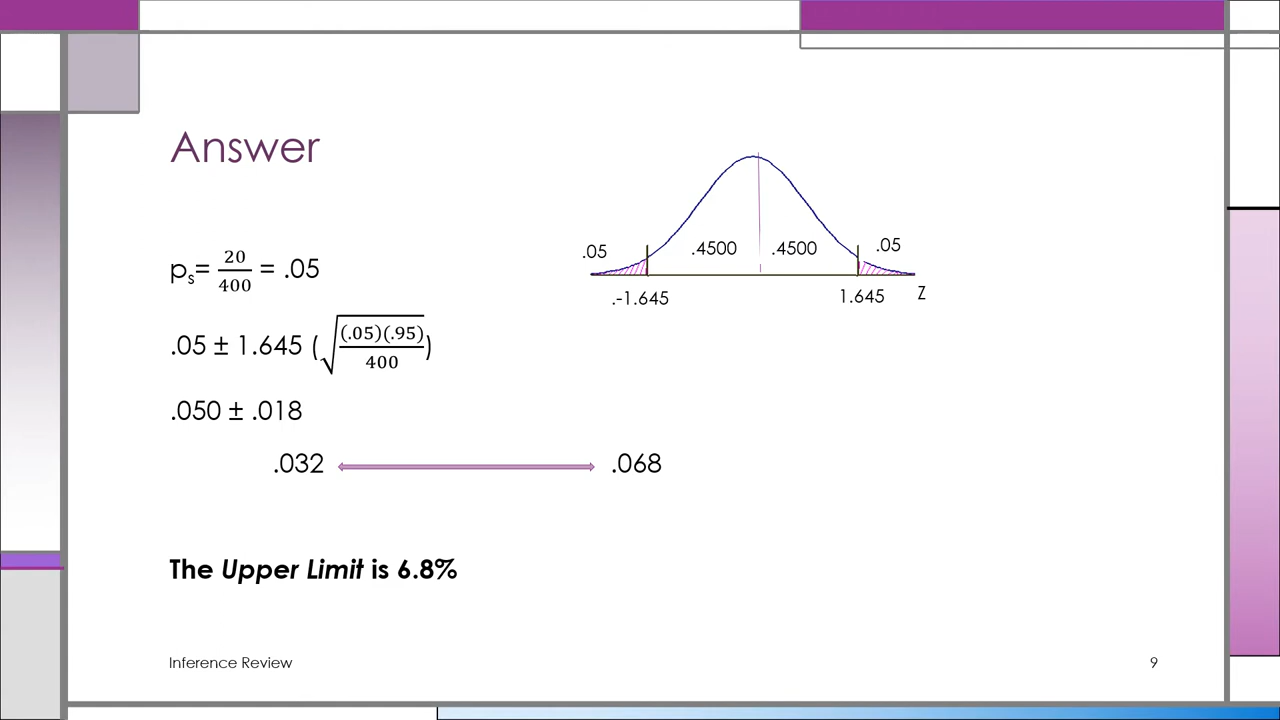 Answer
pₛ= 20/400 = .05
.05 ± 1.645 (√((.05)(.95)/400))
.050 ± .018
.032 .068
The Upper Limit is 6.8%
.05 .4500 .4500 .05
.-1.645 1.645 Z
Inference Review 9